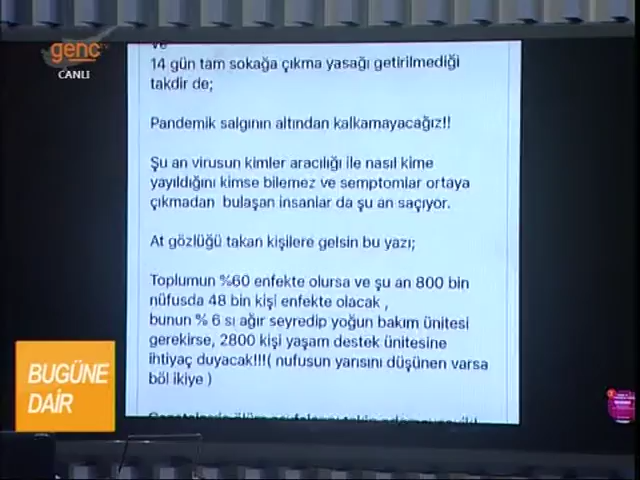 genç
CANLI
14 gün tam sokağa çıkma yasağı getirilmediği
takdir de;
Pandemik salgının altından kalkamayacağız!!
Şu an virusun kimler aracılığı ile nasıl kime
yayıldığını kimse bilemez ve semptomlar ortaya
çıkmadan bulaşan insanlar da şu an saçıyor.
At gözlüğü takan kişilere gelsin bu yazı;
Toplumun %60 enfekte olursa ve şu an 800 bin
nüfusda 48 bin kişi enfekte olacak ,
bunun % 6 sı ağır seyredip yoğun bakım ünitesi
gerekirse, 2800 kişi yaşam destek ünitesine
ihtiyaç duyacak!!!( nufusun yarısını düşünen varsa
böl ikiye )
BUGÜNE
DAİR